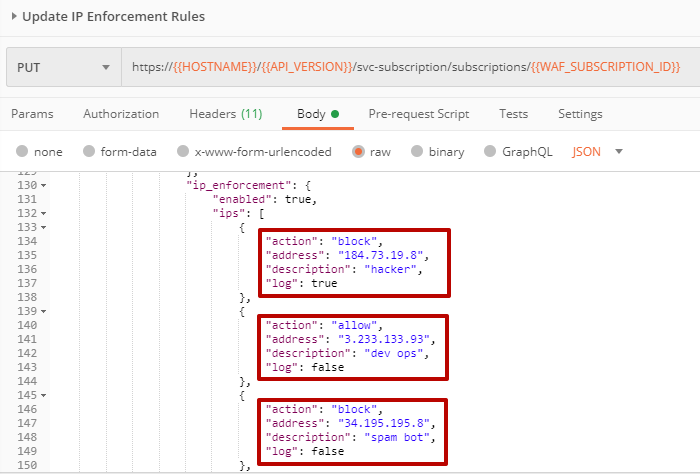 Update IP Enforcement Rules
PUT https://{{HOSTNAME}}/{{API_VERSION}}/svc-subscription/subscriptions/{{WAF_SUBSCRIPTION_ID}}
Params Authorization Headers (11) Body Pre-request Script Tests Settings
none form-data x-www-form-urlencoded raw binary GraphQL JSON
129 },
130 "ip_enforcement": {
131 "enabled": true,
132 "ips": [
133 {
134 "action": "block",
135 "address": "184.73.19.8",
136 "description": "hacker",
137 "log": true
138 },
139 {
140 "action": "allow",
141 "address": "3.233.133.93",
142 "description": "dev ops",
143 "log": false
144 },
145 {
146 "action": "block",
147 "address": "34.195.195.8",
148 "description": "spam bot",
149 "log": false
150 },